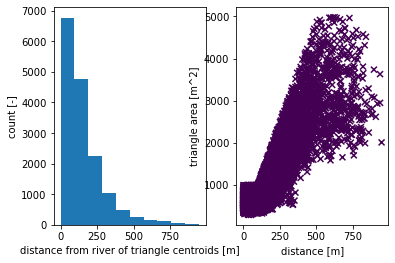 7000
6000
5000
4000
3000
2000
1000
0
count [-]
0 250 500 750
distance from river of triangle centroids [m]
5000
4000
3000
2000
1000
triangle area [m^2]
0 250 500 750
distance [m]